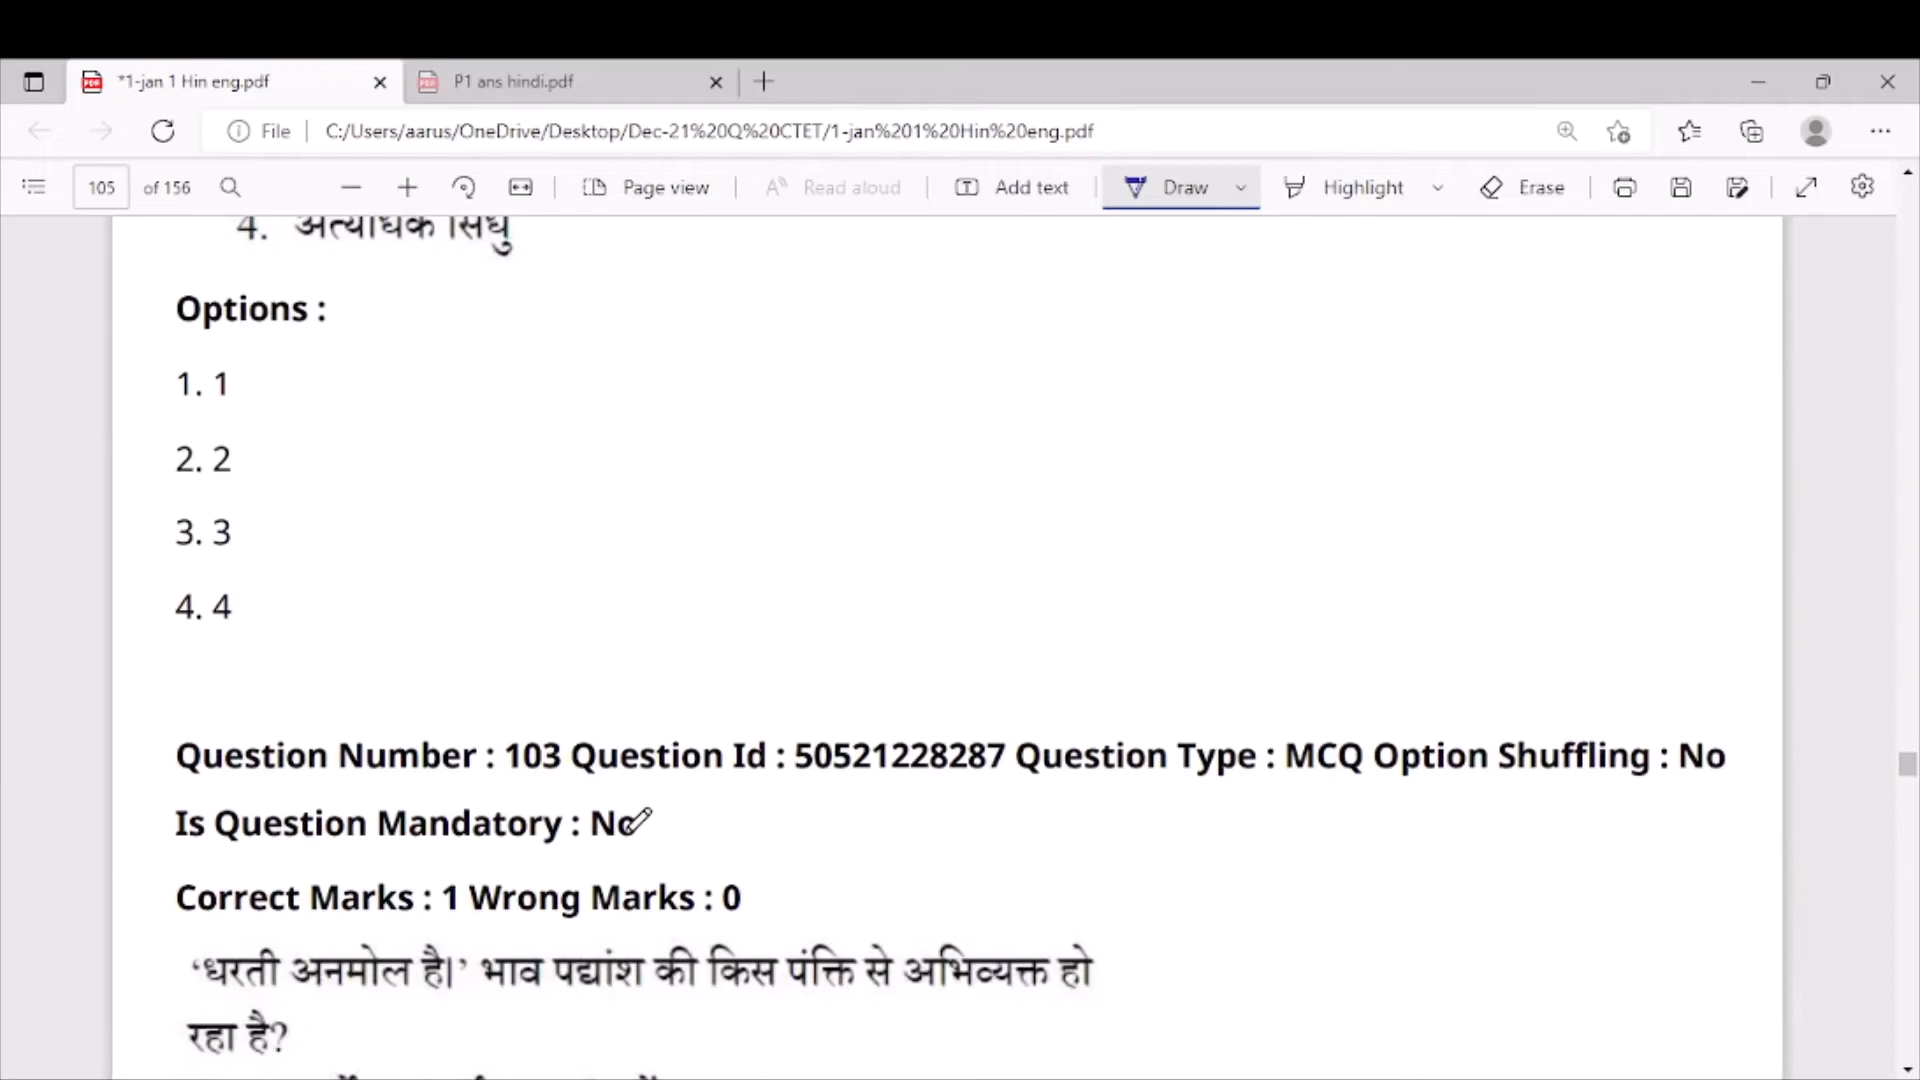 *1-jan 1 Hin eng.pdf
P1 ans hindi.pdf
File
C:/Users/aarus/OneDrive/Desktop/Dec-21%20Q%20CTET/1-jan%201%20Hin%20eng.pdf
105 of 156
Page view
Read aloud
Add text
Draw
Highlight
Erase
4. अत्यधिक सिंधु
Options :
1. 1
2. 2
3. 3
4. 4
Question Number : 103 Question Id : 50521228287 Question Type : MCQ Option Shuffling : No
Is Question Mandatory : No
Correct Marks : 1 Wrong Marks : 0
‘धरती अनमोल है।’ भाव पद्यांश की किस पंक्ति से अभिव्यक्त हो
रहा है?